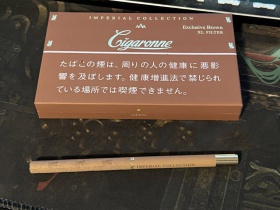 IMPERIAL COLLECTION
Cigaronne
Exclusive Brown
XL FILTER
たばこの煙は、周りの人の健康に悪影
響を及ぼします。健康増進法で禁じられ
ている場所では喫煙できません。
IMPERIAL COLLECTION